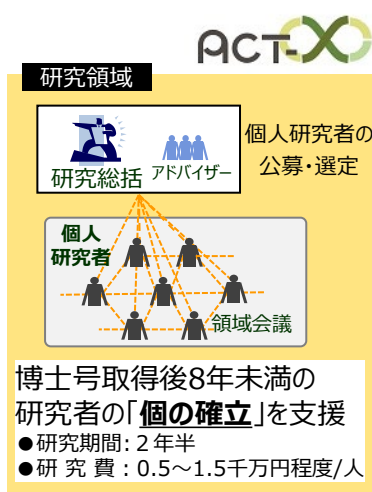 ACT-X
研究領域
研究総括 アドバイザー
個人研究者の
公募・選定
個人
研究者
領域会議
博士号取得後8年未満の
研究者の「個の確立」を支援
●研究期間:２年半
●研 究 費：0.5～1.5千万円程度/人